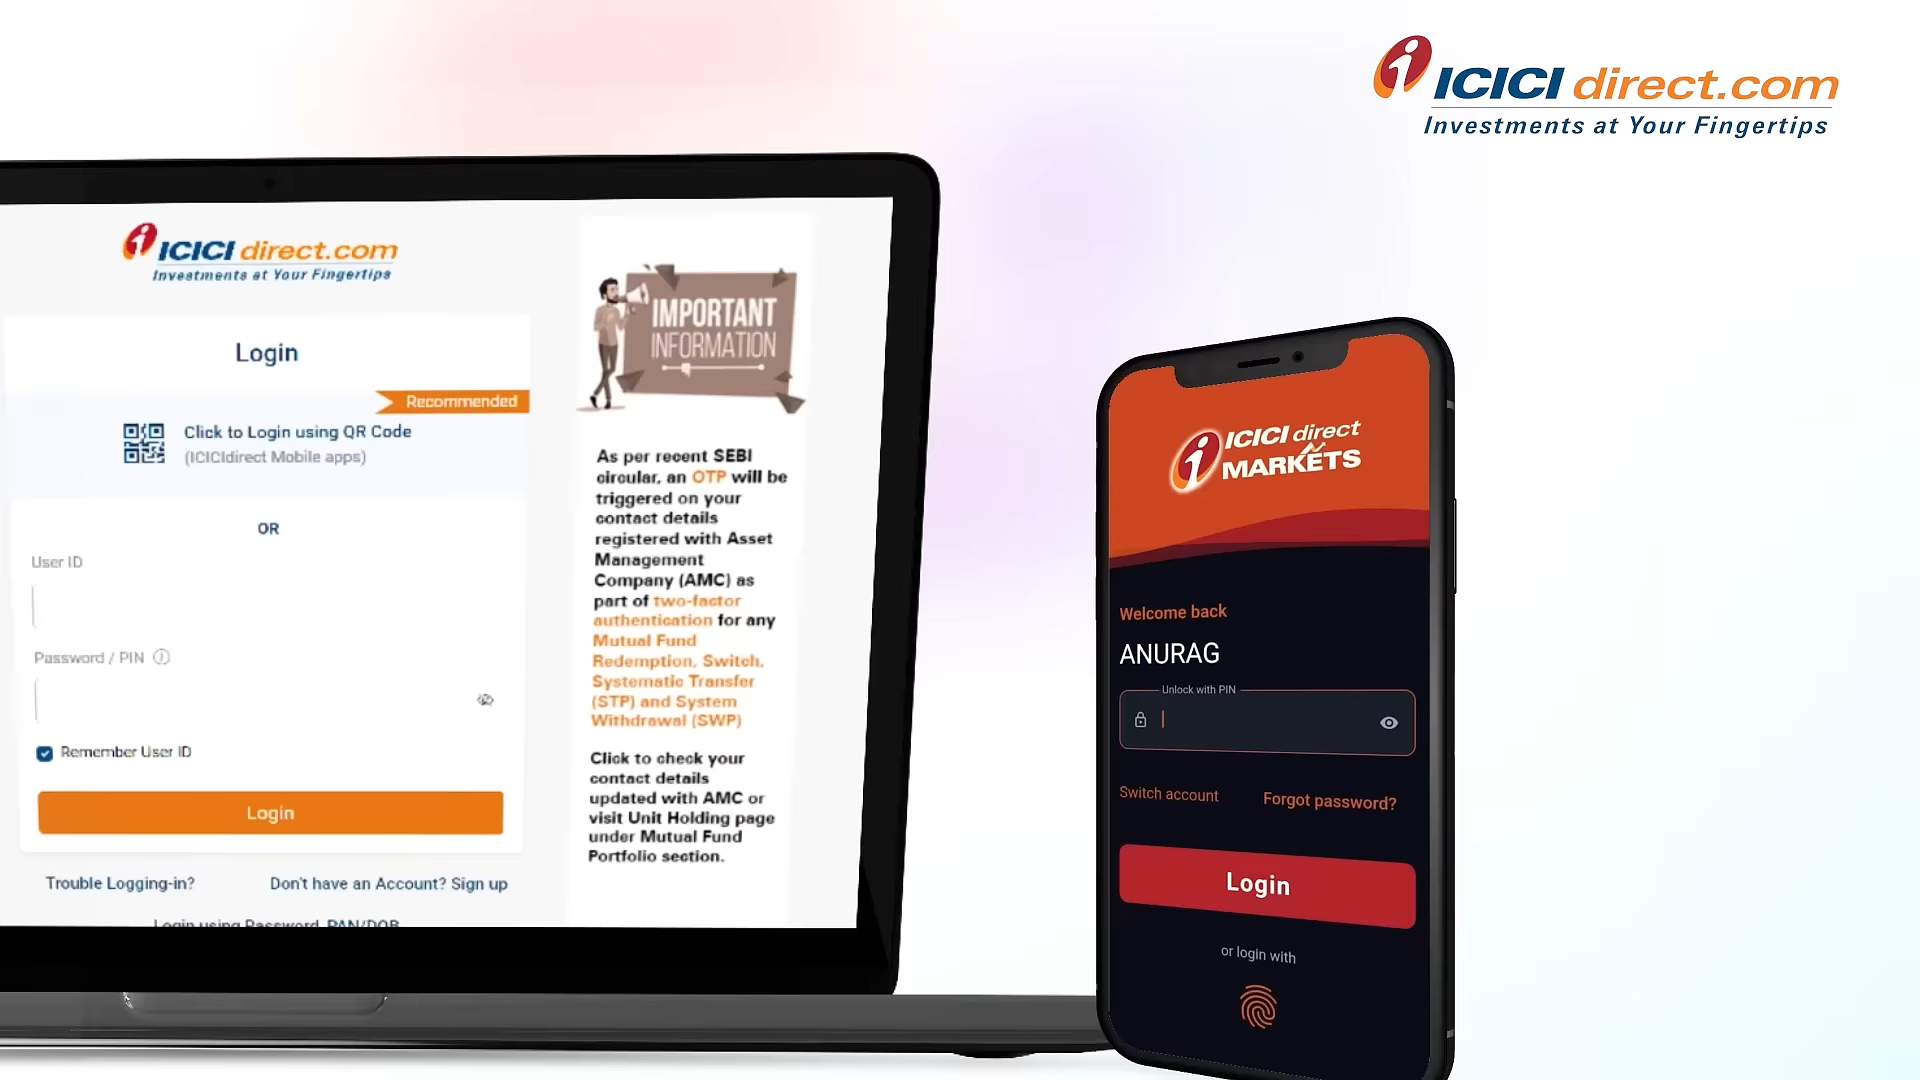 ICICI direct.com
Investments at Your Fingertips
ICICI direct.com
Investments at Your Fingertips
Login
Recommended
Click to Login using QR Code
(ICICIdirect Mobile apps)
OR
User ID
Password / PIN
Remember User ID
Login
Trouble Logging-in?
Don't have an Account? Sign up
Login using Password, PAN/DOB
IMPORTANT
INFORMATION
As per recent SEBI
circular, an OTP will be
triggered on your
contact details
registered with Asset
Management
Company (AMC) as
part of two-factor
authentication for any
Mutual Fund
Redemption, Switch,
Systematic Transfer
(STP) and System
Withdrawal (SWP)
Click to check your
contact details
updated with AMC or
visit Unit Holding page
under Mutual Fund
Portfolio section.
ICICI direct
MARKETS
Welcome back
ANURAG
Unlock with PIN
Switch account
Forgot password?
Login
or login with